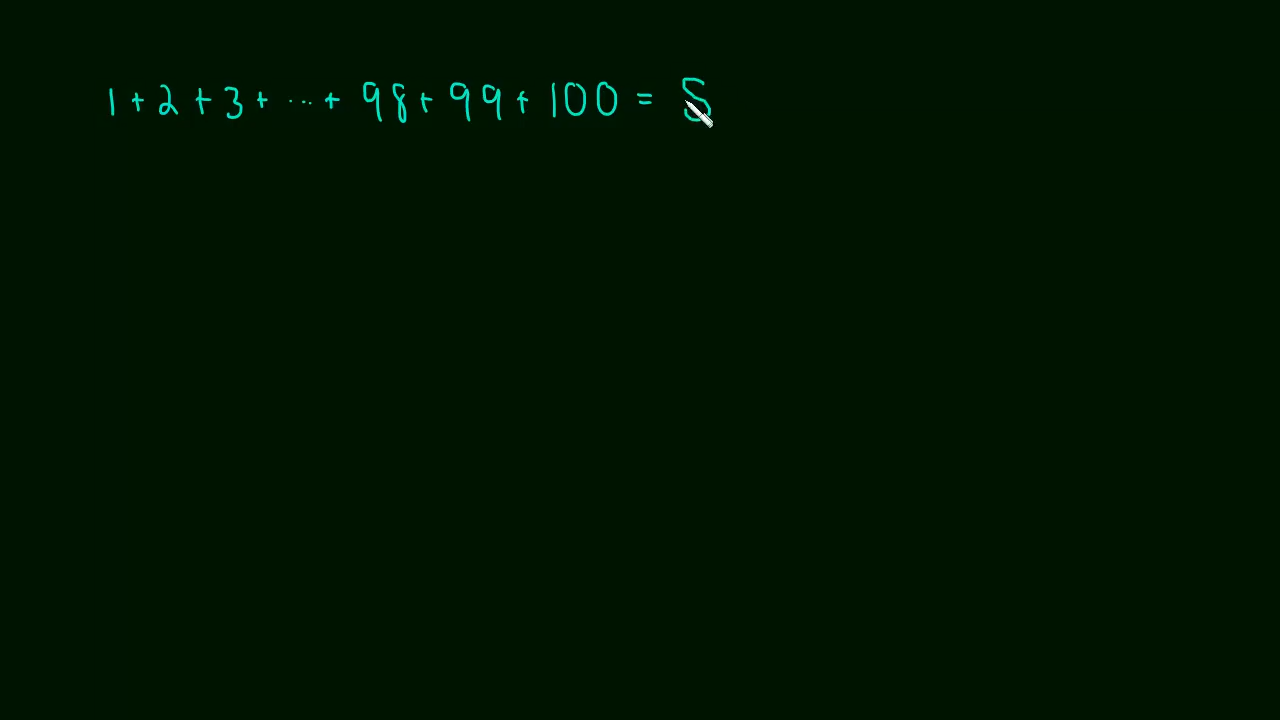 1 + 2 + 3 + ... + 98 + 99 + 100 = S